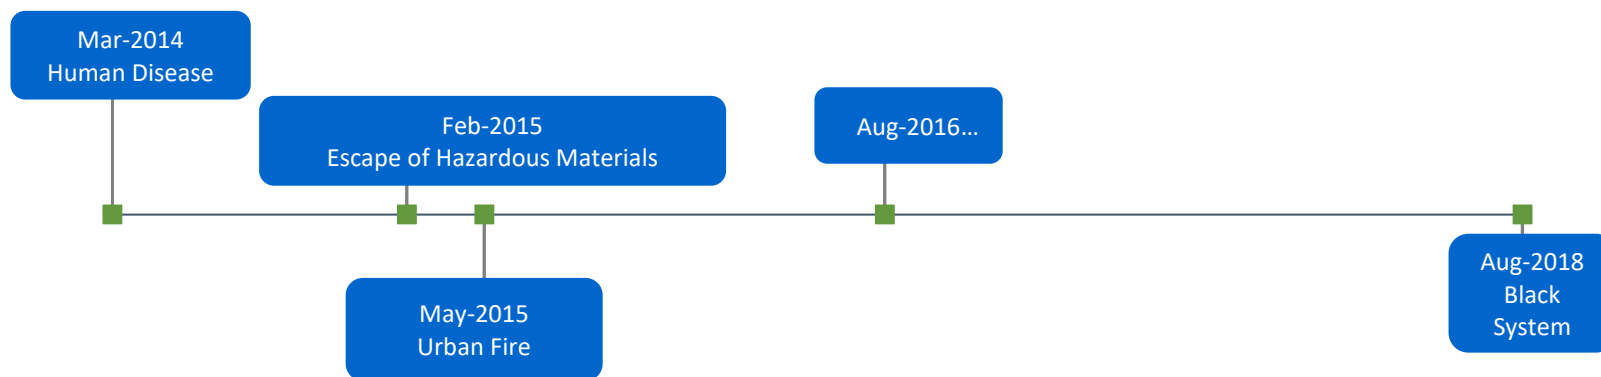 Mar-2014
Human Disease
Feb-2015
Escape of Hazardous Materials
May-2015
Urban Fire
Aug-2016…
Aug-2018
Black
System